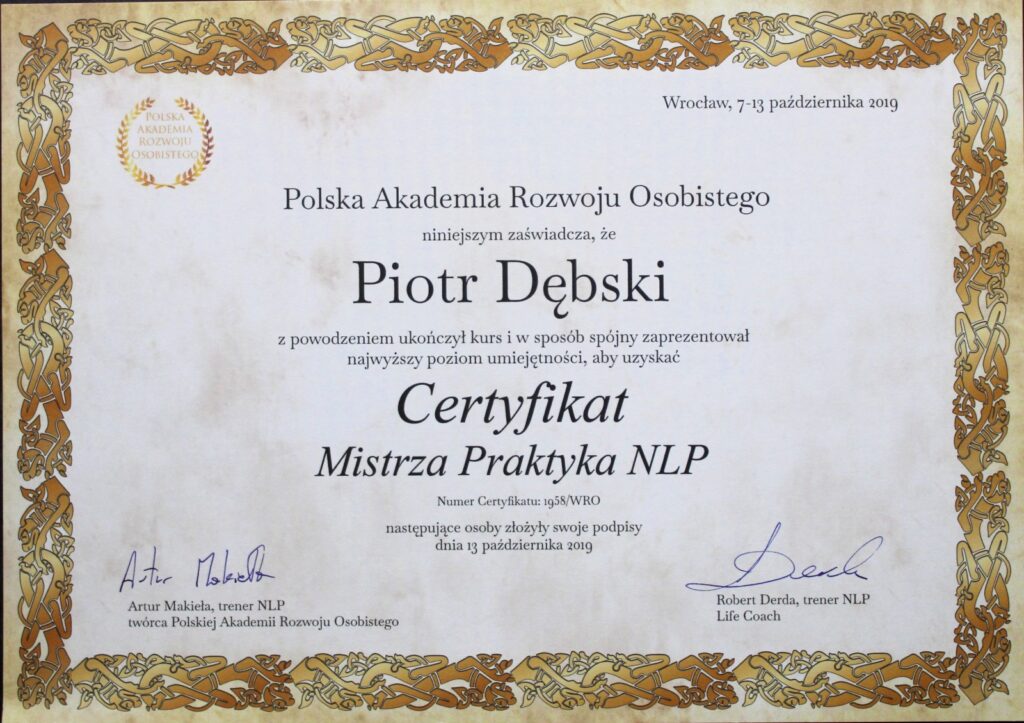 Wrocław, 7-13 października 2019
POLSKA
AKADEMIA
ROZWOJU
OSOBISTEGO
Polska Akademia Rozwoju Osobistego
niniejszym zaświadcza, że
Piotr Dębski
z powodzeniem ukończył kurs i w sposób spójny zaprezentował
najwyższy poziom umiejętności, aby uzyskać
Certyfikat
Mistrza Praktyka NLP
Numer Certyfikatu: 1958/WRO
następujące osoby złożyły swoje podpisy
dnia 13 października 2019
Artur Makieła
Artur Makieła, trener NLP
twórca Polskiej Akademii Rozwoju Osobistego
Derda
Robert Derda, trener NLP
Life Coach